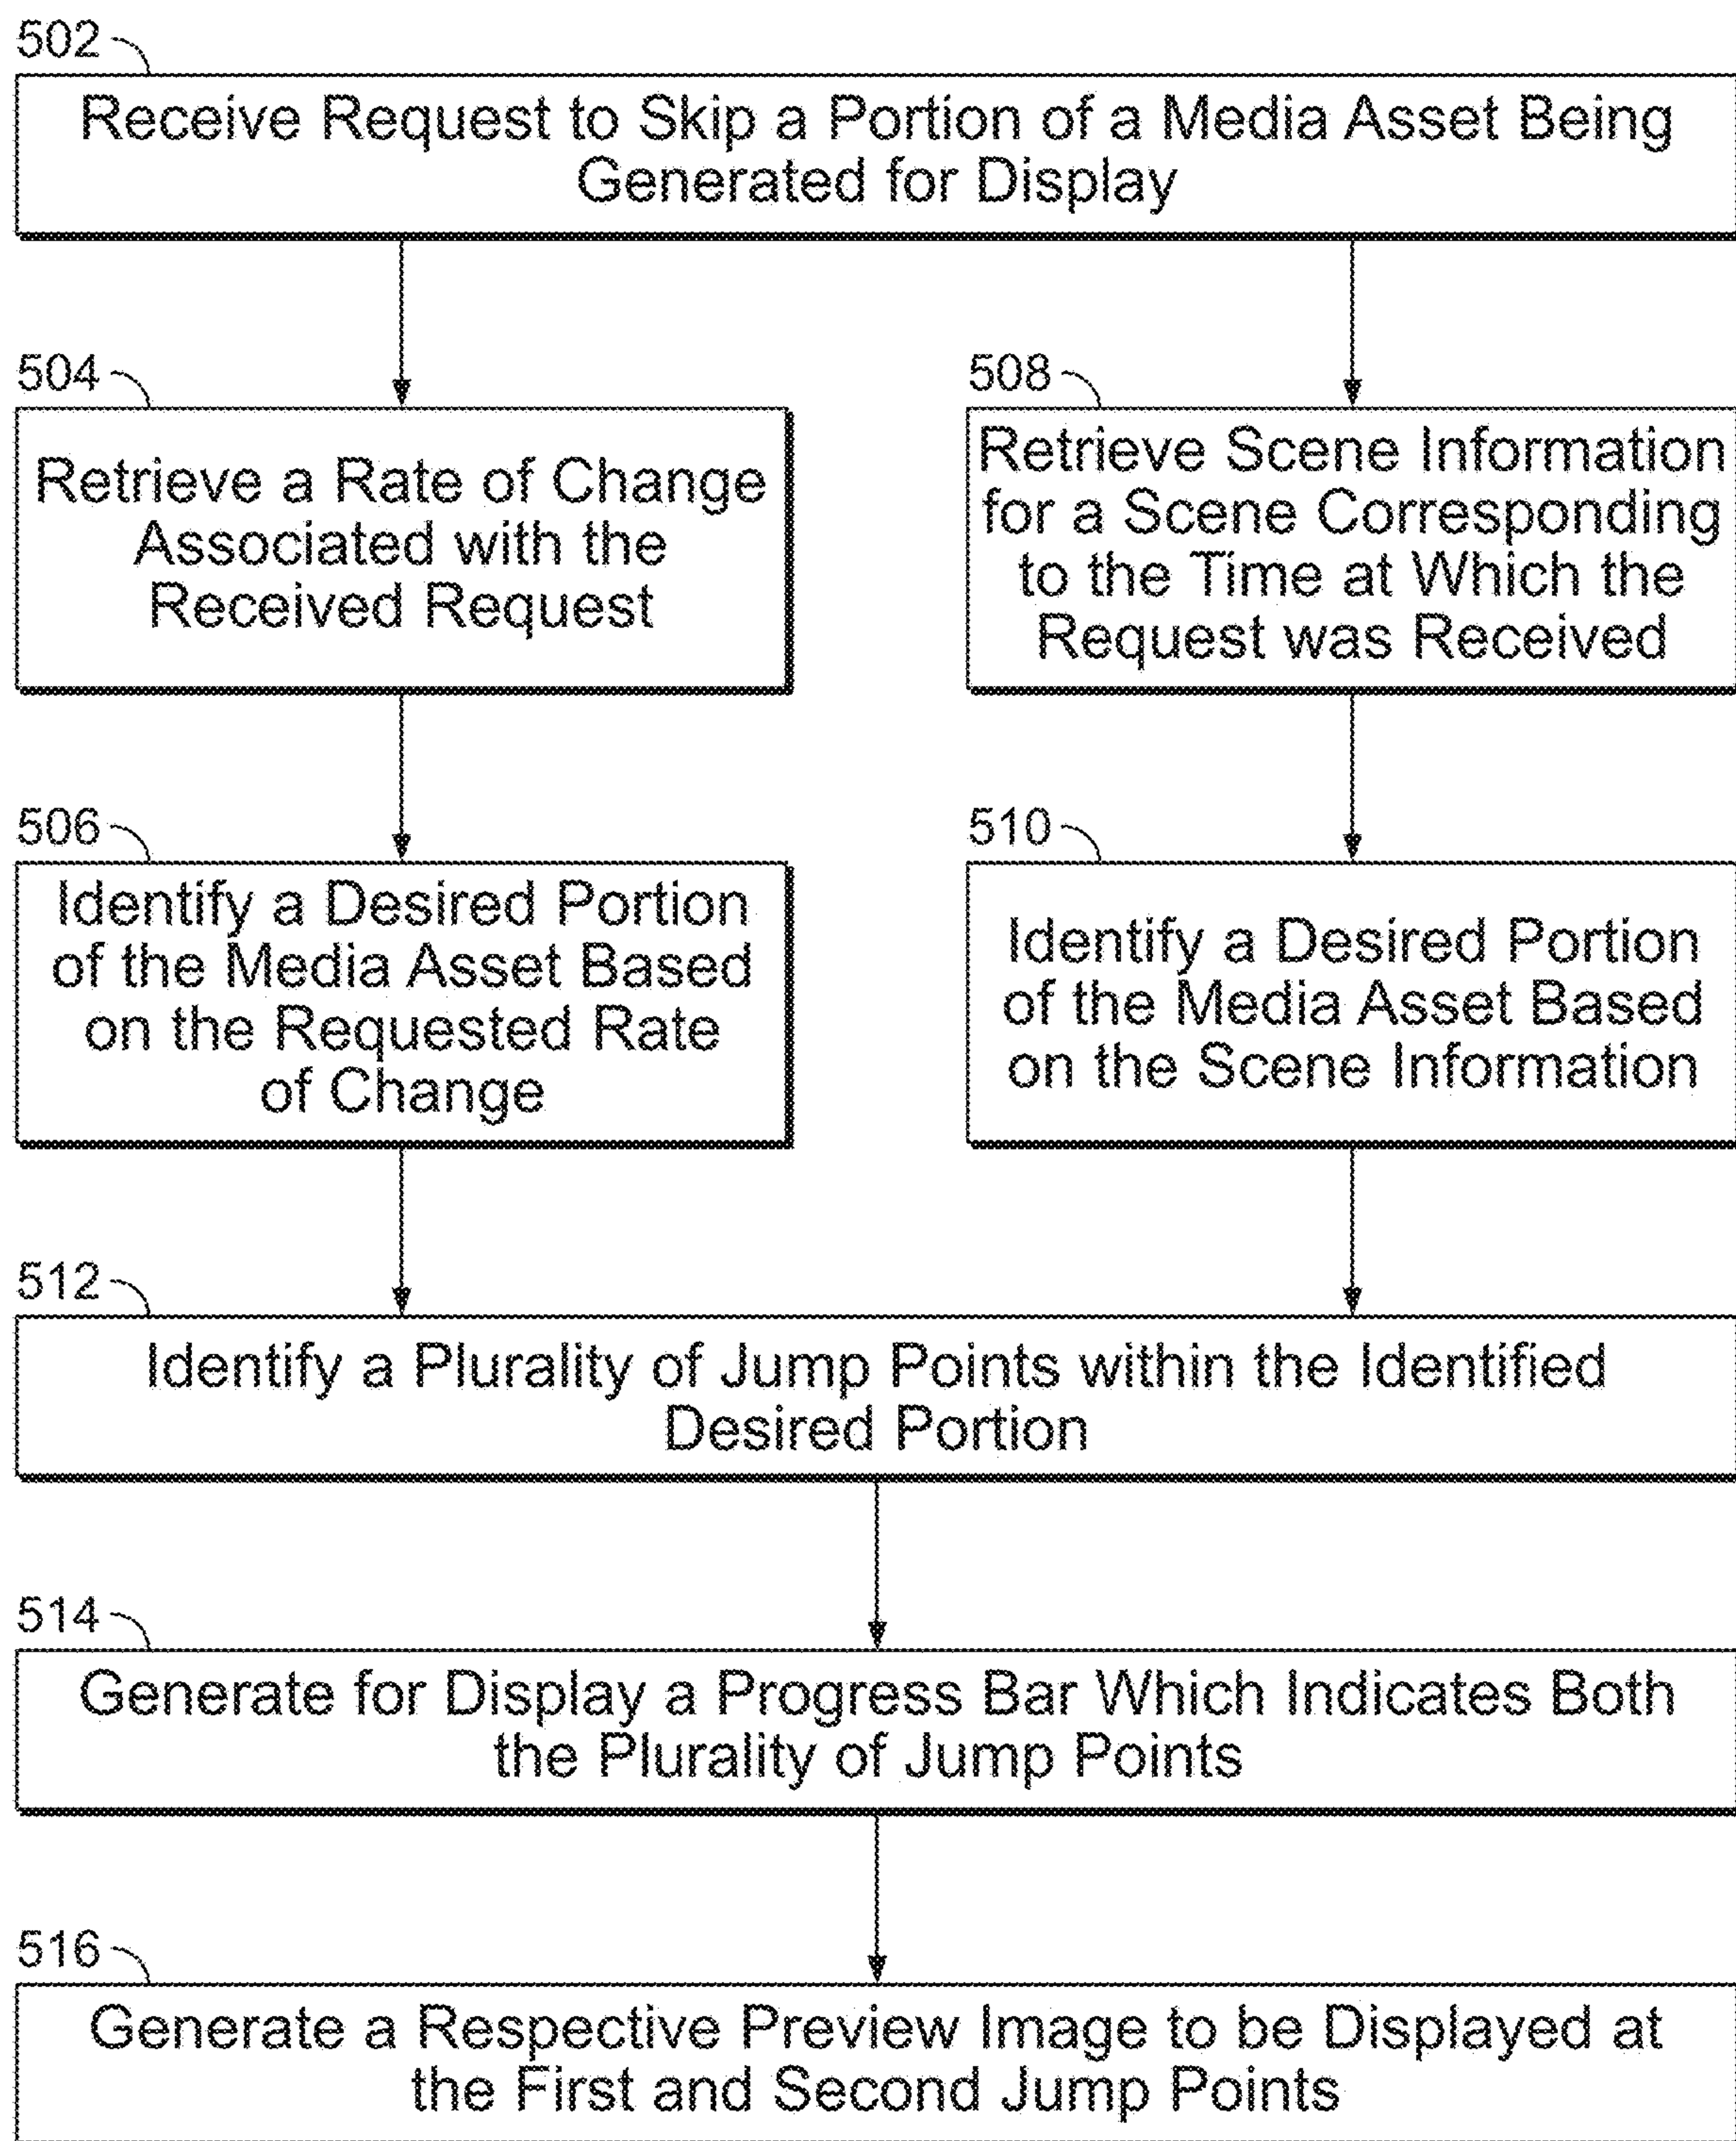 502
Receive Request to Skip a Portion of a Media Asset Being
Generated for Display
504
Retrieve a Rate of Change
Associated with the
Received Request
508
Retrieve Scene Information
for a Scene Corresponding
to the Time at Which the
Request was Received
506
Identify a Desired Portion
of the Media Asset Based
on the Requested Rate
of Change
510
Identify a Desired Portion
of the Media Asset Based
on the Scene Information
512
Identify a Plurality of Jump Points within the Identified
Desired Portion
514
Generate for Display a Progress Bar Which Indicates Both
the Plurality of Jump Points
516
Generate a Respective Preview Image to be Displayed at
the First and Second Jump Points